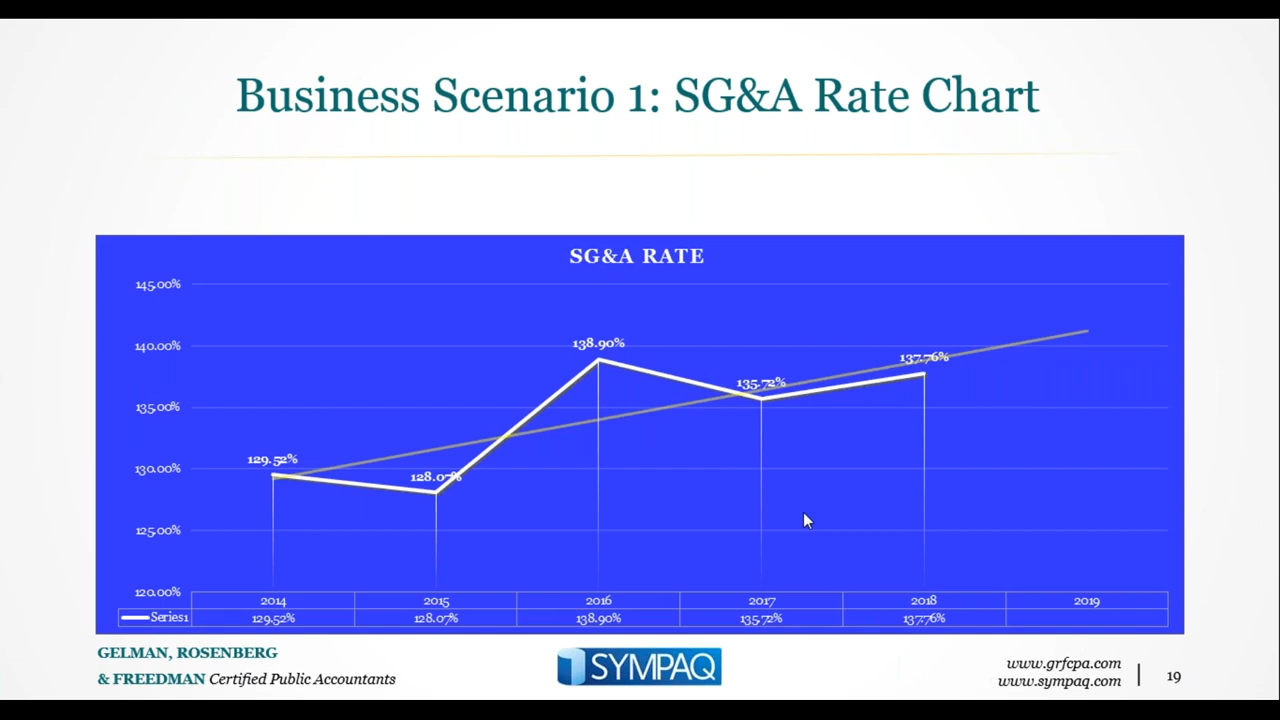 Business Scenario 1: SG&A Rate Chart
SG&A RATE
145.00%
140.00%
135.00%
130.00%
125.00%
120.00%
129.52%
128.07%
138.90%
135.72%
137.76%
2014 2015 2016 2017 2018 2019
Series1 129.52% 128.07% 138.90% 135.72% 137.76%
GELMAN, ROSENBERG
& FREEDMAN Certified Public Accountants
SYMPAQ
www.grfcpa.com
www.sympaq.com
19